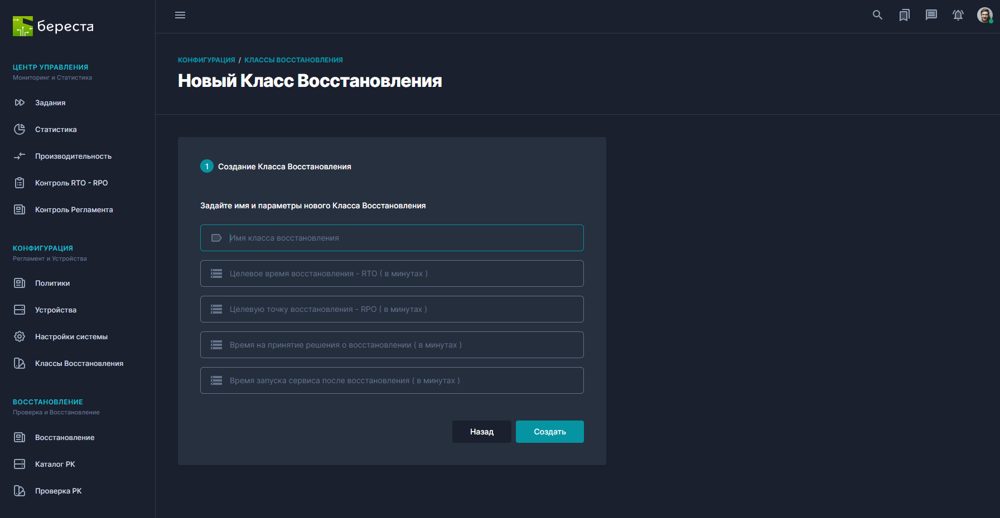 береста
ЦЕНТР УПРАВЛЕНИЯ
Мониторинг и Статистика
Задания
Статистика
Производительность
Контроль RTO - RPO
Контроль Регламента
КОНФИГУРАЦИЯ
Регламент и Устройства
Политики
Устройства
Настройки системы
Классы Восстановления
ВОССТАНОВЛЕНИЕ
Проверка и Восстановление
Восстановление
Каталог РК
Проверка РК
КОНФИГУРАЦИЯ / КЛАССЫ ВОССТАНОВЛЕНИЯ
Новый Класс Восстановления
1 Создание Класса Восстановления
Задайте имя и параметры нового Класса Восстановления
Имя класса восстановления
Целевое время восстановления - RTO ( в минутах )
Целевую точку восстановления - RPO ( в минутах )
Время на принятие решения о восстановлении ( в минутах )
Время запуска сервиса после восстановления ( в минутах )
Назад Создать